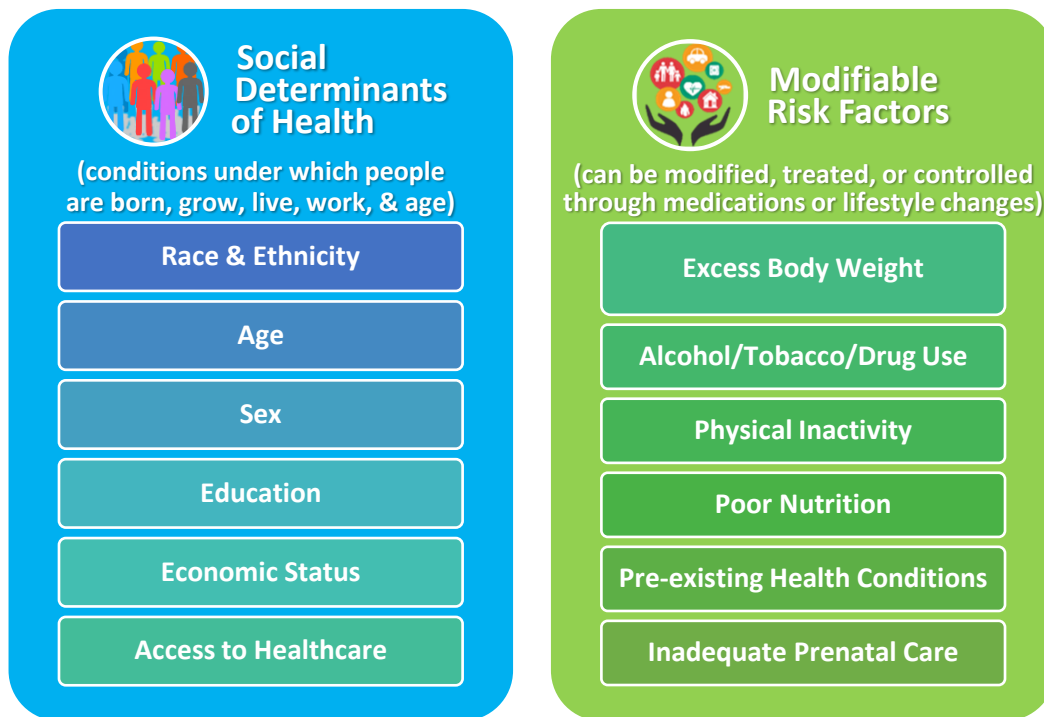 Social
Determinants
of Health
(conditions under which people
are born, grow, live, work, & age)
Race & Ethnicity
Age
Sex
Education
Economic Status
Access to Healthcare
Modifiable
Risk Factors
(can be modified, treated, or controlled
through medications or lifestyle changes)
Excess Body Weight
Alcohol/Tobacco/Drug Use
Physical Inactivity
Poor Nutrition
Pre-existing Health Conditions
Inadequate Prenatal Care